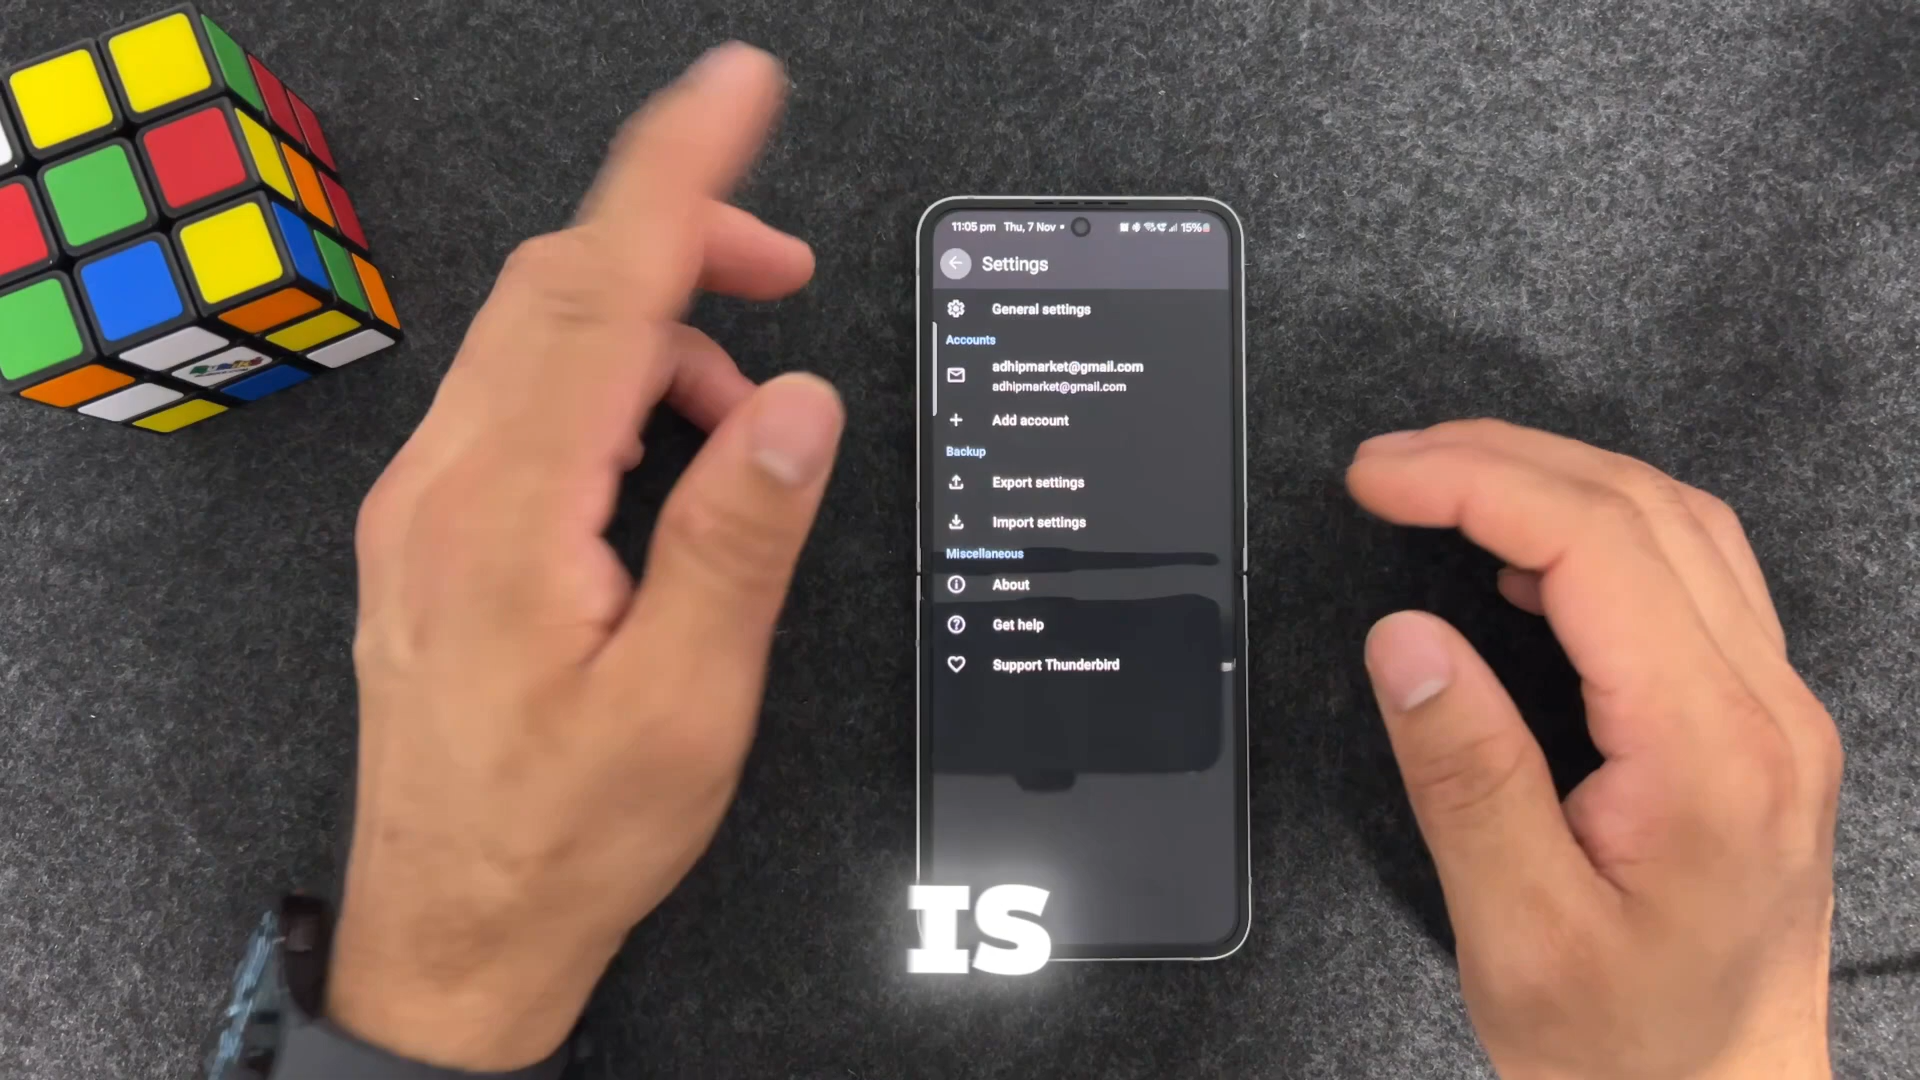 11:05 pm Thu, 7 Nov • 15%
Settings
General settings
Accounts
adhipmarket@gmail.com
adhipmarket@gmail.com
Add account
Backup
Export settings
Import settings
Miscellaneous
About
Get help
Support Thunderbird
IS